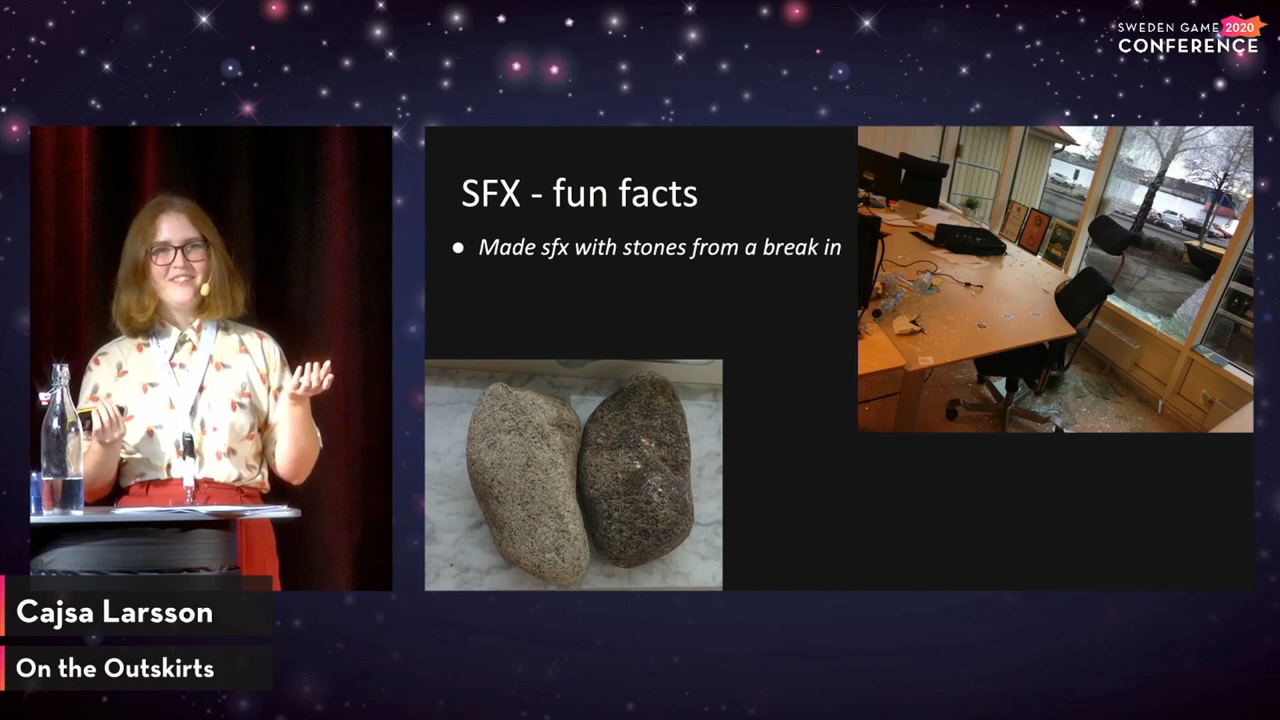 SWEDEN GAME 2020
CONFERENCE
SFX - fun facts
● Made sfx with stones from a break in
Cajsa Larsson
On the Outskirts